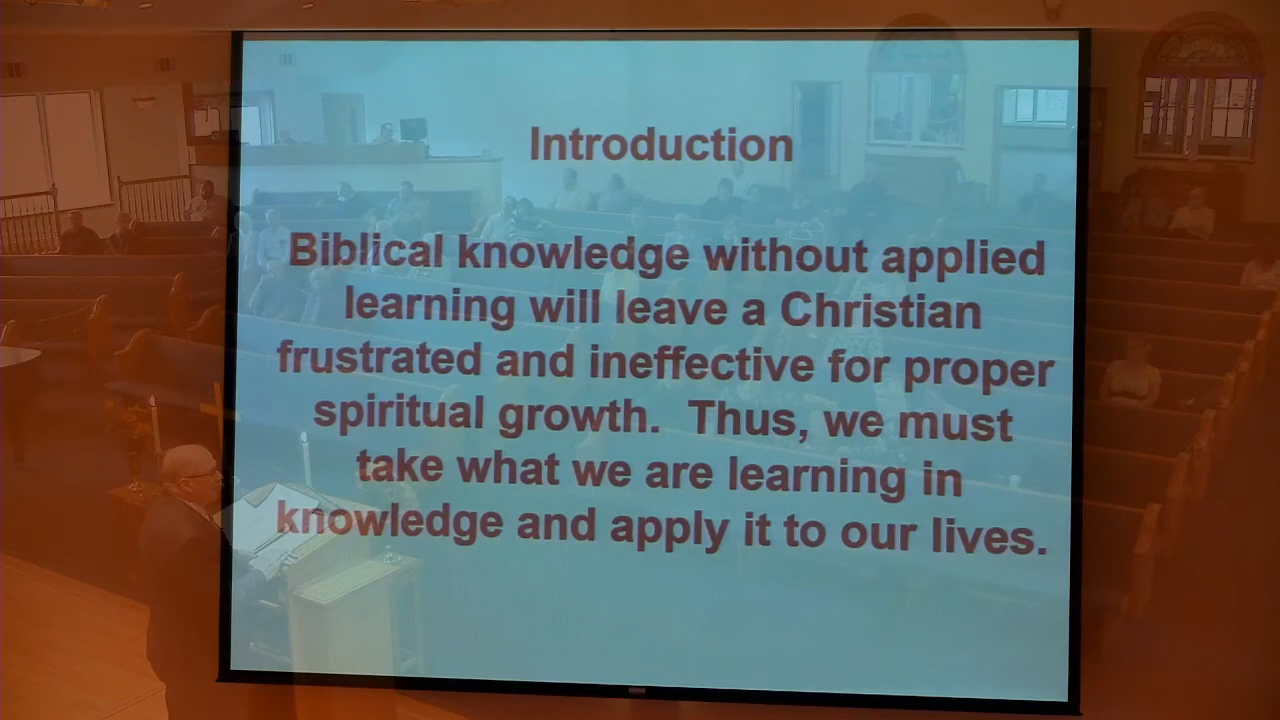 Introduction
Biblical knowledge without applied
learning will leave a Christian
frustrated and ineffective for proper
spiritual growth.  Thus, we must
take what we are learning in
knowledge and apply it to our lives.